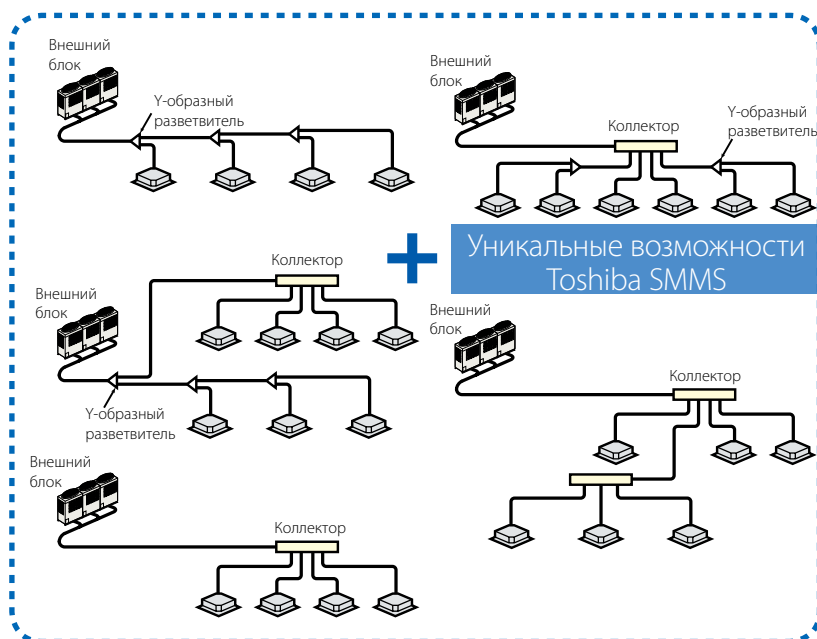 Внешний
блок
Y-образный
разветвитель
Внешний
блок
Коллектор
Y-образный
разветвитель
Уникальные возможности
Toshiba SMMS
Коллектор
Внешний
блок
Y-образный
разветвитель
Внешний
блок
Коллектор
Внешний
блок
Коллектор